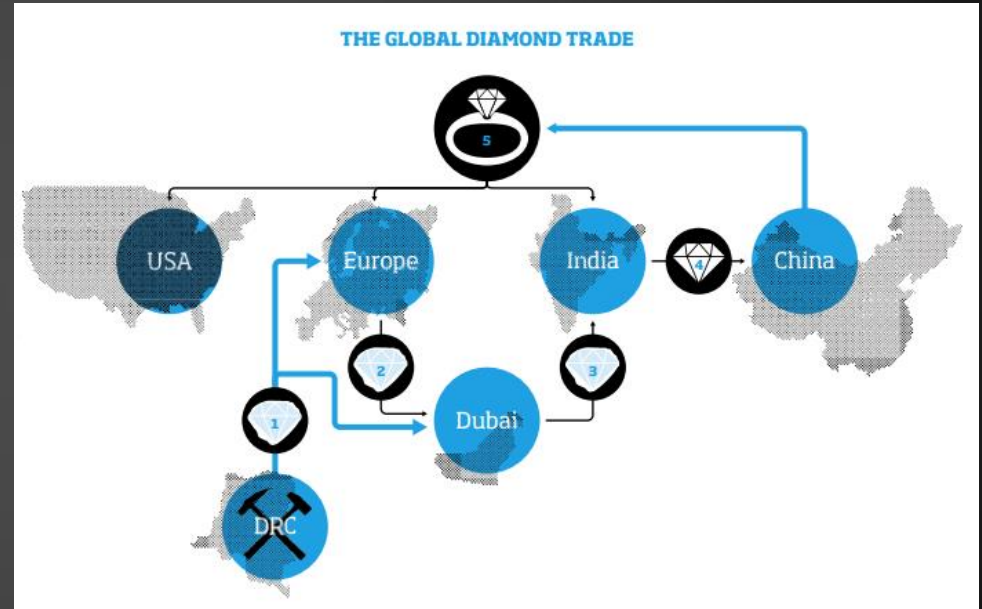 THE GLOBAL DIAMOND TRADE
5
USA
Europe
India
4
China
2
3
Dubai
1
DRC